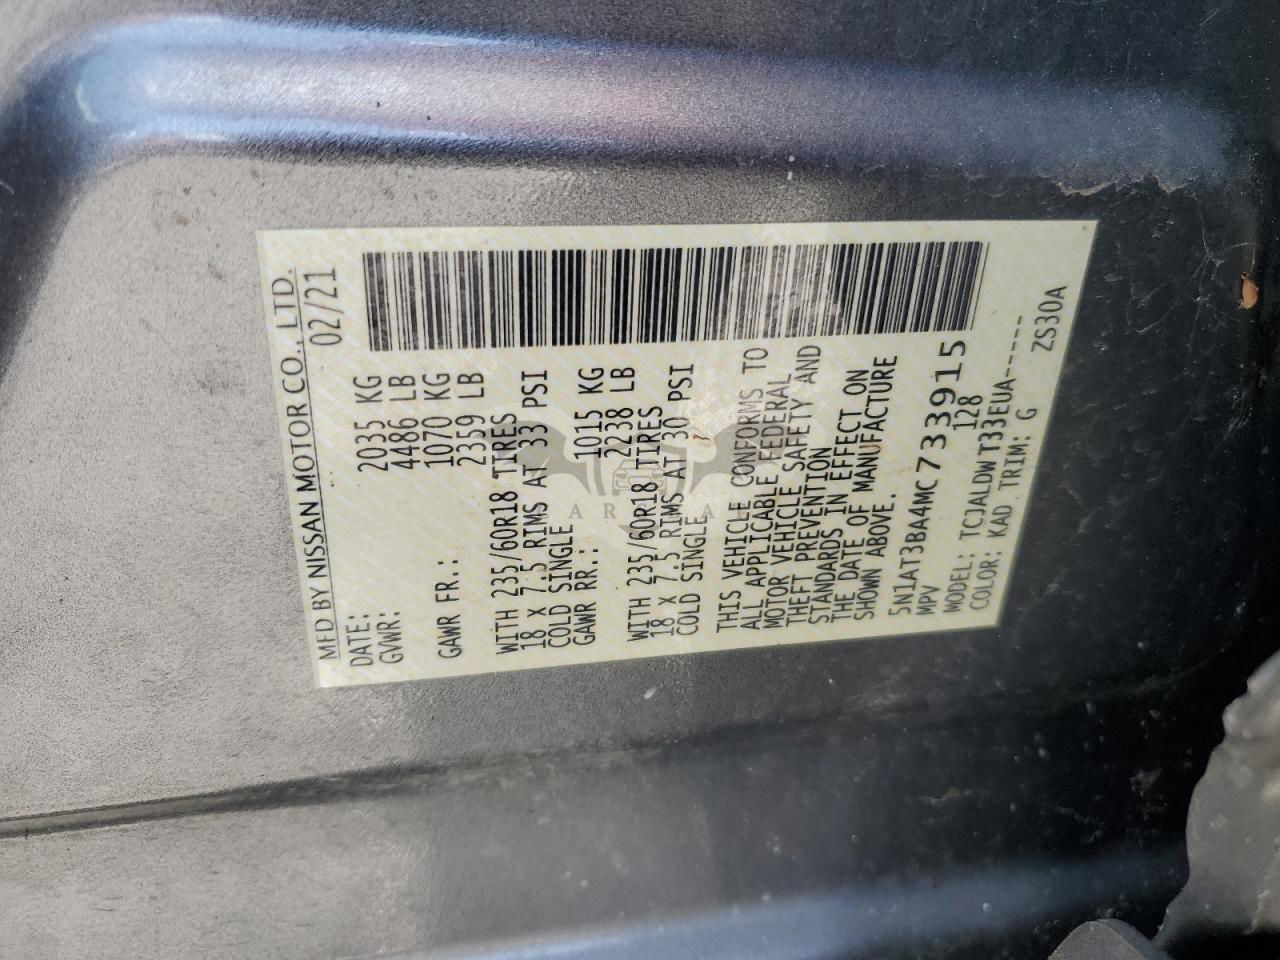 MFD BY NISSAN MOTOR CO., LTD.
DATE: 02/21
GVWR: 2035 KG
4486 LB
GAWR FR.: 1070 KG
2359 LB
WITH 235/60R18 TIRES
18 X 7.5 RIMS AT 33 PSI
COLD SINGLE
GAWR RR.: 1015 KG
2238 LB
WITH 235/60R18 TIRES
18 X 7.5 RIMS AT 30 PSI
COLD SINGLE
THIS VEHICLE CONFORMS TO
ALL APPLICABLE FEDERAL
MOTOR VEHICLE SAFETY AND
THEFT PREVENTION
STANDARDS IN EFFECT ON
THE DATE OF MANUFACTURE
SHOWN ABOVE.
5N1AT3BA4MC733915
MPV 128
MODEL: TCJALDWT33EUA-----
COLOR: KAD TRIM: G
ZS30A